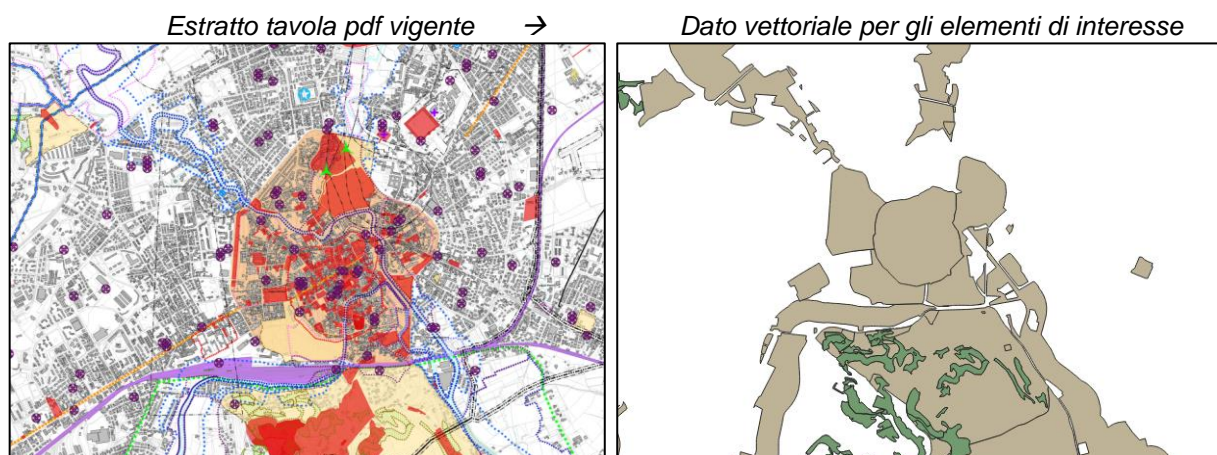 Estratto tavola pdf vigente → Dato vettoriale per gli elementi di interesse